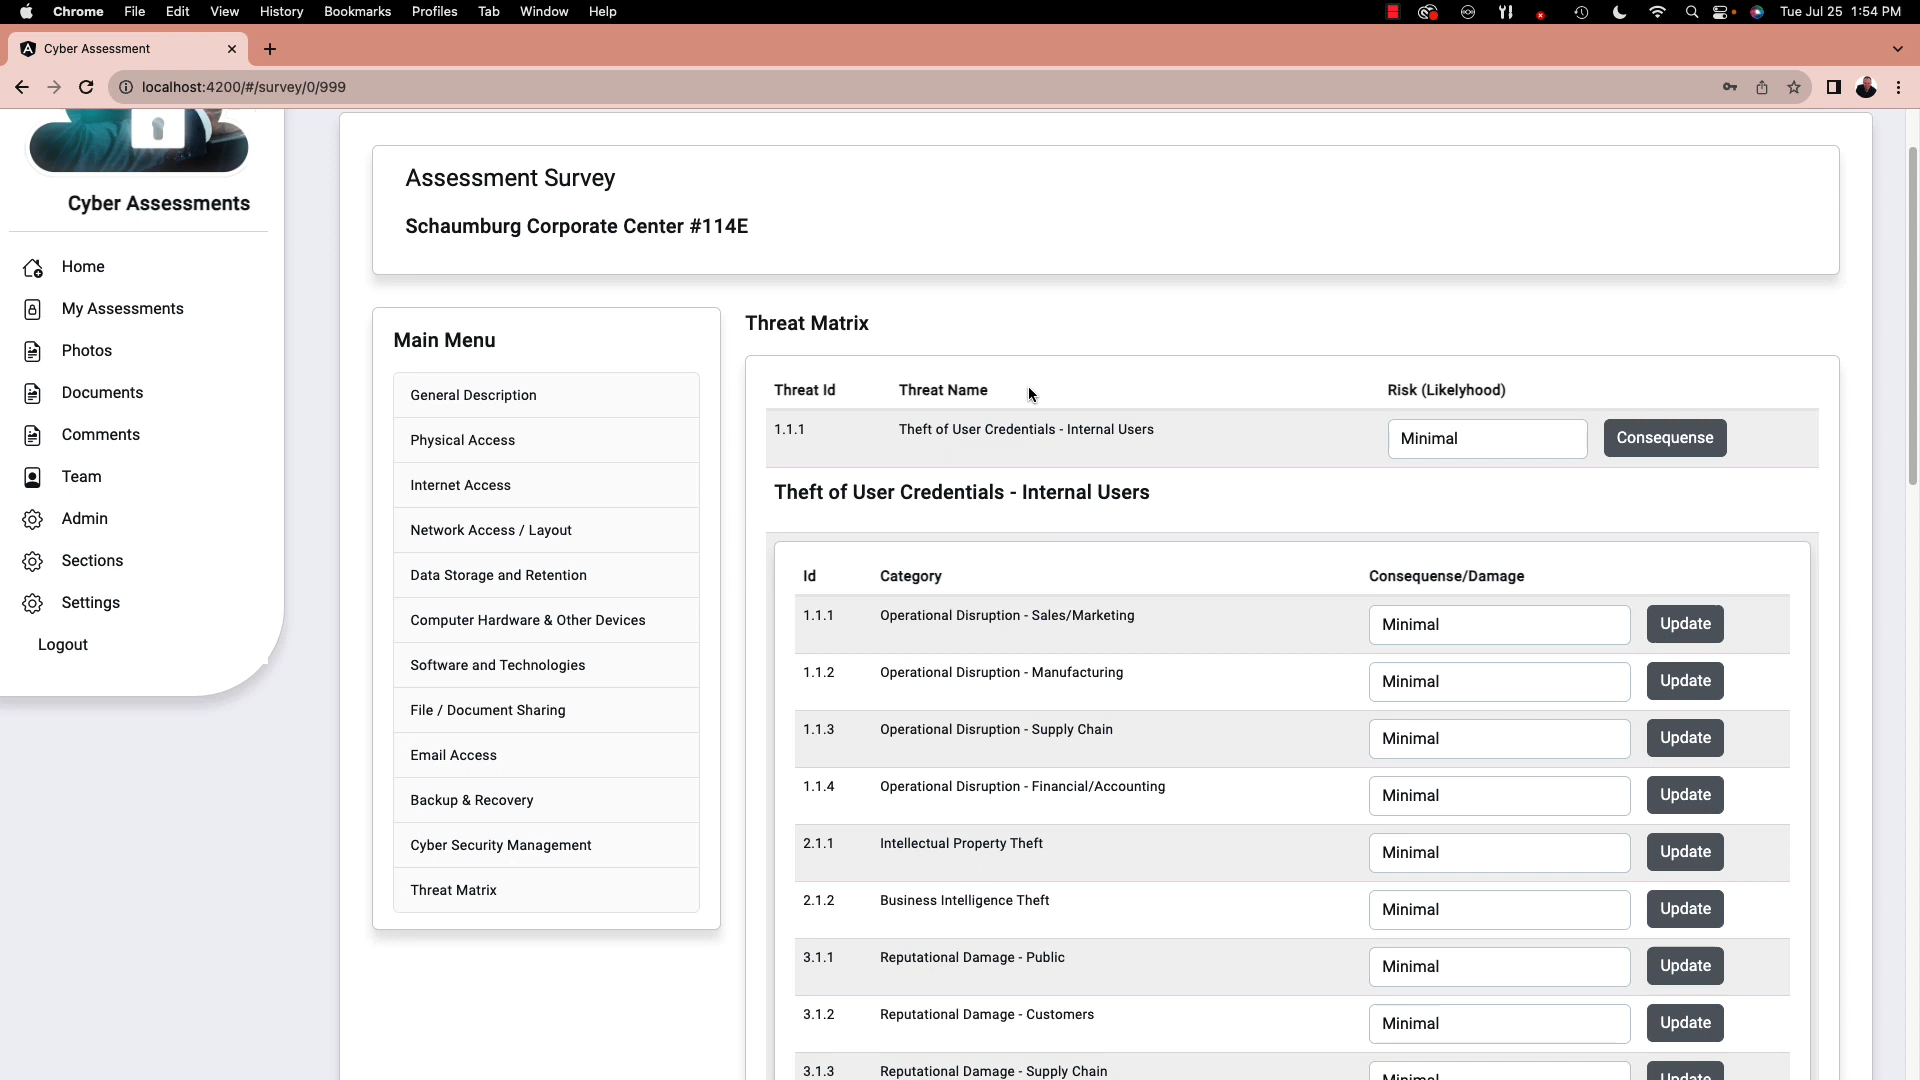 Chrome File Edit View History Bookmarks Profiles Tab Window Help Tue Jul 25 1:54 PM
Cyber Assessment
localhost:4200/#/survey/0/999
Cyber Assessments
Home
My Assessments
Photos
Documents
Comments
Team
Admin
Sections
Settings
Logout
Assessment Survey
Schaumburg Corporate Center #114E
Main Menu
General Description
Physical Access
Internet Access
Network Access / Layout
Data Storage and Retention
Computer Hardware & Other Devices
Software and Technologies
File / Document Sharing
Email Access
Backup & Recovery
Cyber Security Management
Threat Matrix
Threat Matrix
Threat Id Threat Name Risk (Likelyhood)
1.1.1 Theft of User Credentials - Internal Users Minimal Consequense
Theft of User Credentials - Internal Users
Id Category Consequense/Damage
1.1.1 Operational Disruption - Sales/Marketing Minimal Update
1.1.2 Operational Disruption - Manufacturing Minimal Update
1.1.3 Operational Disruption - Supply Chain Minimal Update
1.1.4 Operational Disruption - Financial/Accounting Minimal Update
2.1.1 Intellectual Property Theft Minimal Update
2.1.2 Business Intelligence Theft Minimal Update
3.1.1 Reputational Damage - Public Minimal Update
3.1.2 Reputational Damage - Customers Minimal Update
3.1.3 Reputational Damage - Supply Chain Minimal Update